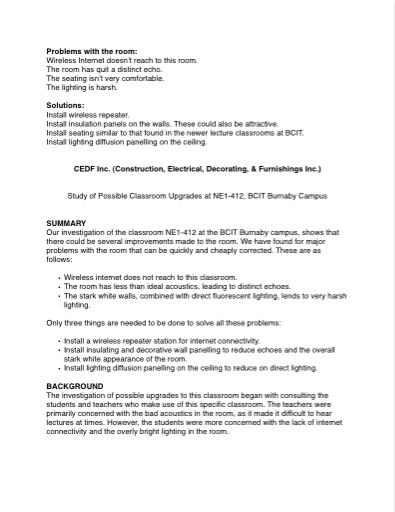 Problems with the room:
Wireless Internet doesn't reach to this room.
The room has quit a distinct echo.
The seating isn't very comfortable.
The lighting is harsh.
Solutions:
Install wireless repeater.
Install insulation panels on the walls. These could also be attractive.
Install seating similar to that found in the newer lecture classrooms at BCIT.
Install lighting diffusion panelling on the ceiling.
CEDF Inc. (Construction, Electrical, Decorating, & Furnishings Inc.)
Study of Possible Classroom Upgrades at NE1-412, BCIT Burnaby Campus
SUMMARY
Our investigation of the classroom NE1-412 at the BCIT Burnaby campus, shows that
there could be several improvements made to the room. We have found for major
problems with the room that can be quickly and cheaply corrected. These are as
follows:
• Wireless internet does not reach to this classroom.
• The room has less than ideal acoustics, leading to distinct echoes.
• The stark white walls, combined with direct fluorescent lighting, lends to very harsh
lighting.
Only three things are needed to be done to solve all these problems:
• Install a wireless repeater station for internet connectivity.
• Install insulating and decorative wall panelling to reduce echoes and the overall
stark white appearance of the room.
• Install lighting diffusion panelling on the ceiling to reduce on direct lighting.
BACKGROUND
The investigation of possible upgrades to this classroom began with consulting the
students and teachers who make use of this specific classroom. The teachers were
primarily concerned with the bad acoustics in the room, as it made it difficult to hear
lectures at times. However, the students were more concerned with the lack of internet
connectivity and the overly bright lighting in the room.